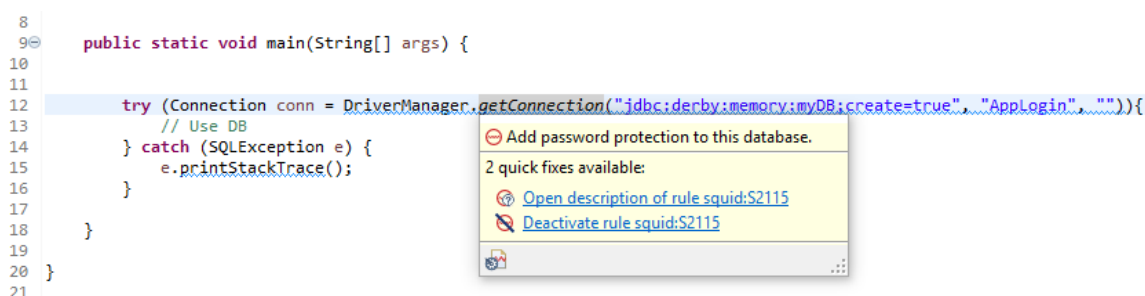 8
9 public static void main(String[] args) {
10
11
12 try (Connection conn = DriverManager.getConnection("jdbc:derby:memory:myDB;create=true", "AppLogin", "")){
13 // Use DB
14 } catch (SQLException e) {
15 e.printStackTrace();
16 }
17
18 }
19
20 }
21
Add password protection to this database.
2 quick fixes available:
Open description of rule squid:S2115
Deactivate rule squid:S2115